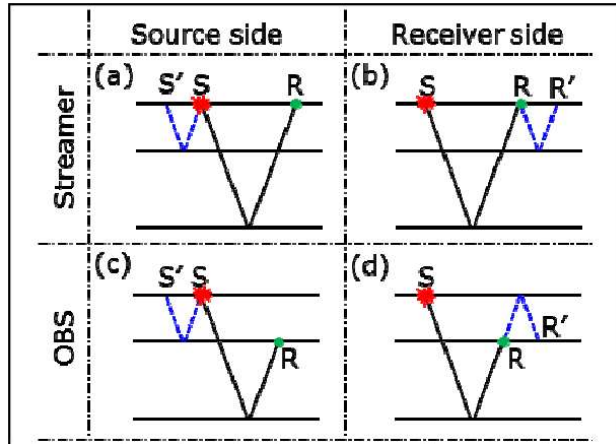 Source side
Receiver side
Streamer
(a)
S′ S
R
(b)
S
R R′
OBS
(c)
S′ S
R
(d)
S
R
R′